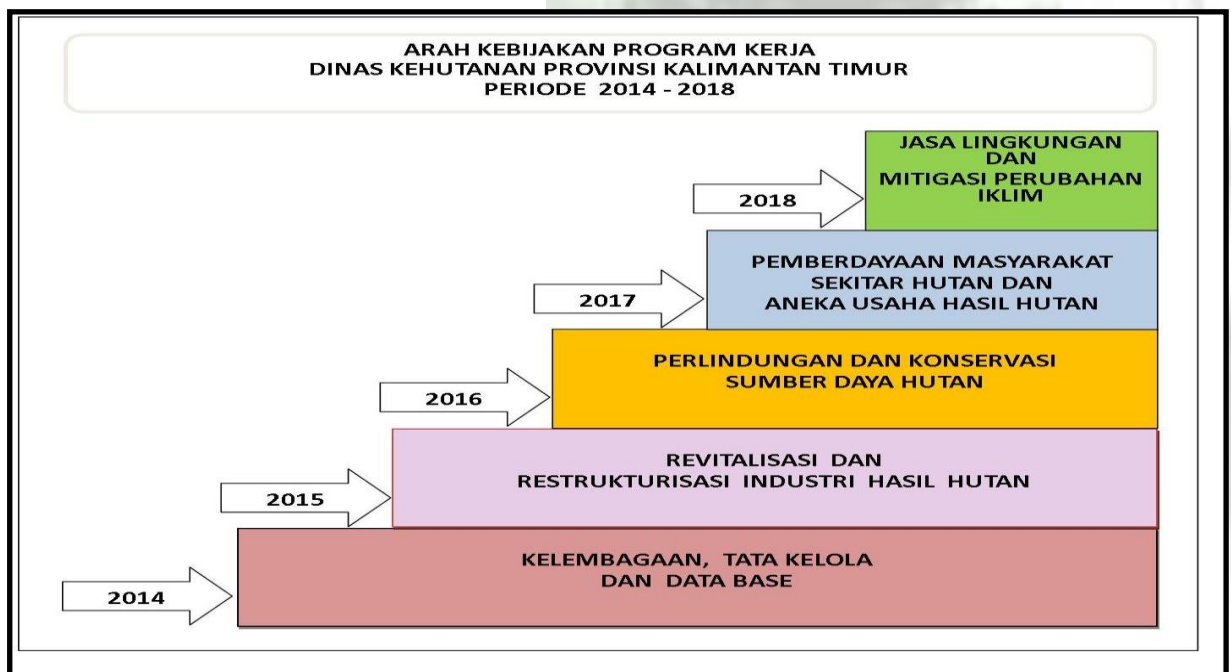 ARAH KEBIJAKAN PROGRAM KERJA
DINAS KEHUTANAN PROVINSI KALIMANTAN TIMUR
PERIODE 2014 - 2018
JASA LINGKUNGAN
DAN
MITIGASI PERUBAHAN
IKLIM
2018
PEMBERDAYAAN MASYARAKAT
SEKITAR HUTAN DAN
ANEKA USAHA HASIL HUTAN
2017
PERLINDUNGAN DAN KONSERVASI
SUMBER DAYA HUTAN
2016
REVITALISASI DAN
RESTRUKTURISASI INDUSTRI HASIL HUTAN
2015
KELEMBAGAAN, TATA KELOLA
DAN DATA BASE
2014